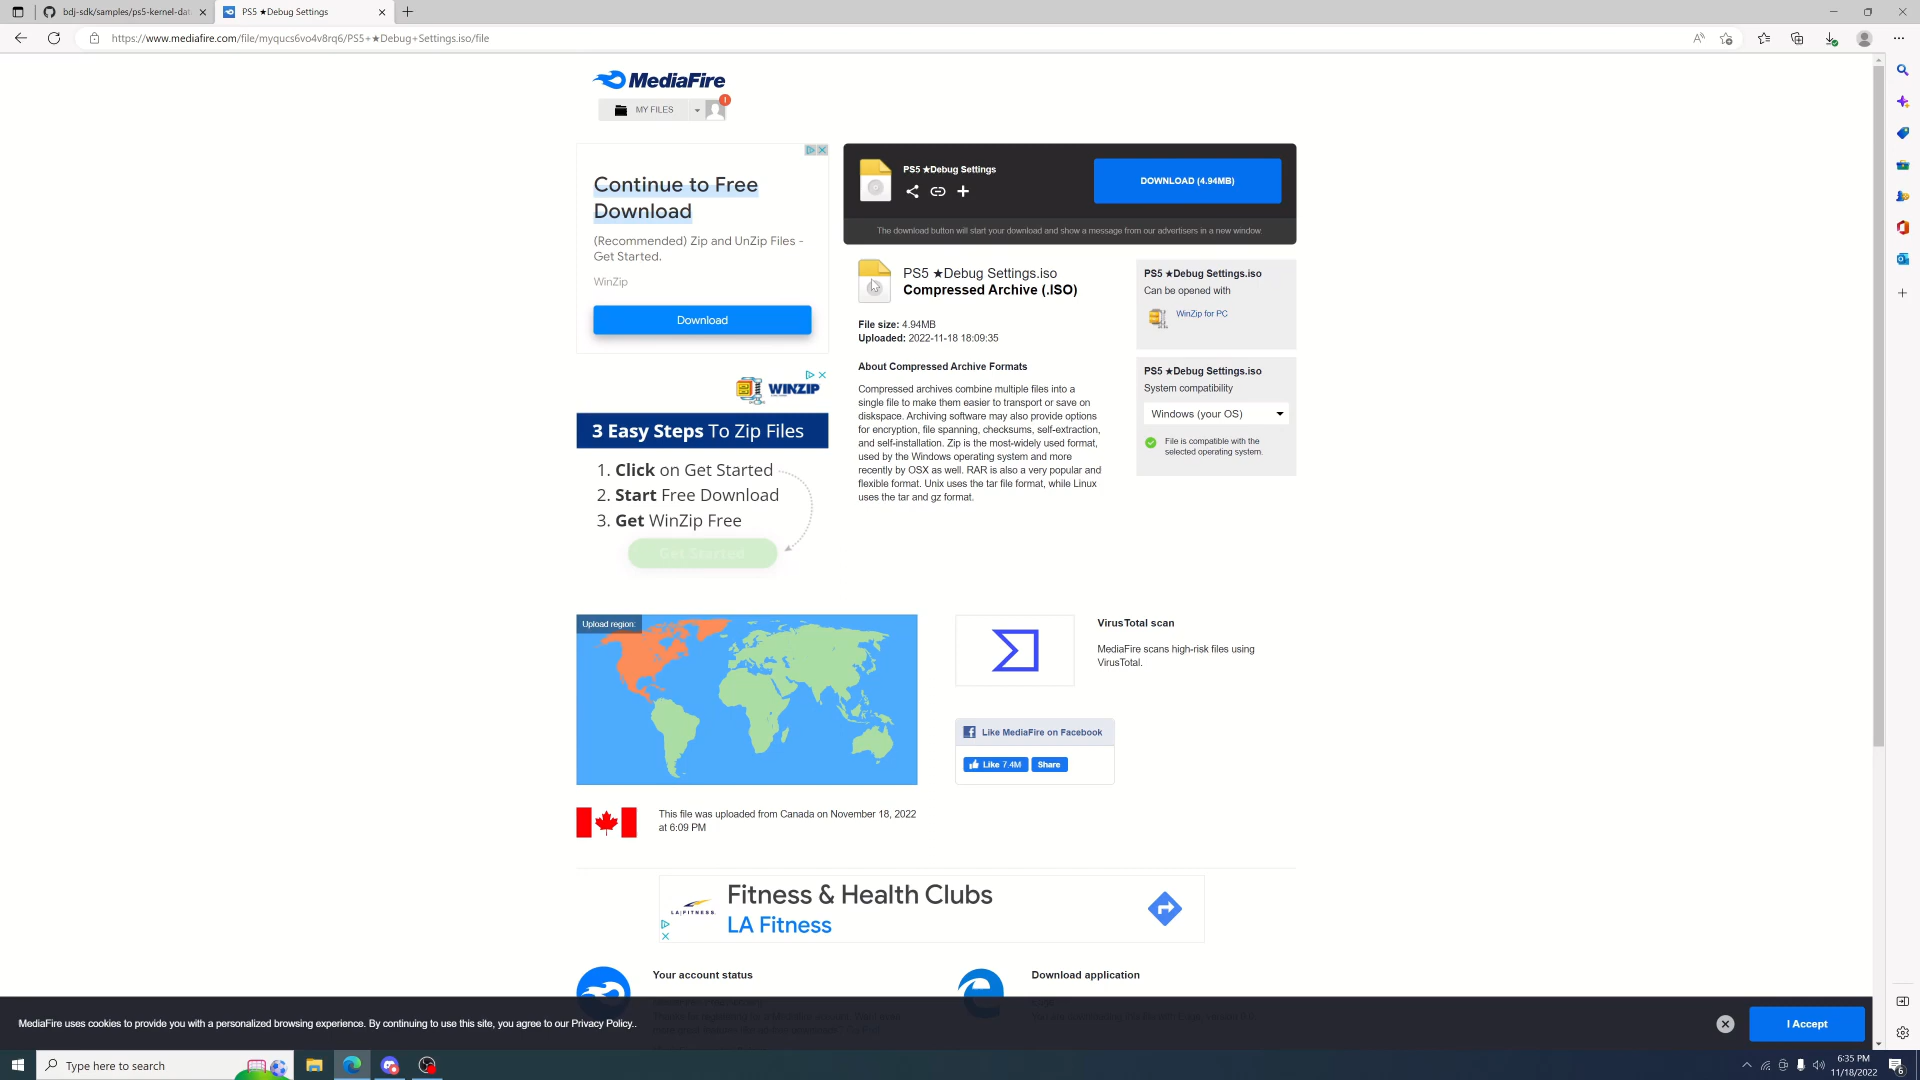 bdj-sdk/samples/ps5-kernel-dat
PS5 ★Debug Settings
https://www.mediafire.com/file/myqucs6vo4v8rq6/PS5+★Debug+Settings.iso/file
MediaFire
MY FILES
1
Continue to Free
Download
(Recommended) Zip and UnZip Files -
Get Started.
WinZip
Download
PS5 ★Debug Settings
DOWNLOAD (4.94MB)
The download button will start your download and show a message from our advertisers in a new window.
PS5 ★Debug Settings.iso
Compressed Archive (.ISO)
File size: 4.94MB
Uploaded: 2022-11-18 18:09:35
About Compressed Archive Formats
Compressed archives combine multiple files into a
single file to make them easier to transport or save on
diskspace. Archiving software may also provide options
for encryption, file spanning, checksums, self-extraction,
and self-installation. Zip is the most-widely used format,
used by the Windows operating system and more
recently by OSX as well. RAR is also a very popular and
flexible format. Unix uses the tar file format, while Linux
uses the tar and gz format.
PS5 ★Debug Settings.iso
Can be opened with
WinZip for PC
PS5 ★Debug Settings.iso
System compatibility
Windows (your OS)
File is compatible with the
selected operating system.
WINZIP
3 Easy Steps To Zip Files
1. Click on Get Started
2. Start Free Download
3. Get WinZip Free
Get Started
Upload region:
VirusTotal scan
MediaFire scans high-risk files using
VirusTotal.
Like MediaFire on Facebook
Like 7.4M
Share
This file was uploaded from Canada on November 18, 2022
at 6:09 PM
LA|FITNESS.
Fitness & Health Clubs
LA Fitness
Your account status
Download application
MediaFire uses cookies to provide you with a personalized browsing experience. By continuing to use this site, you agree to our Privacy Policy..
I Accept
Type here to search
6:35 PM
11/18/2022
6